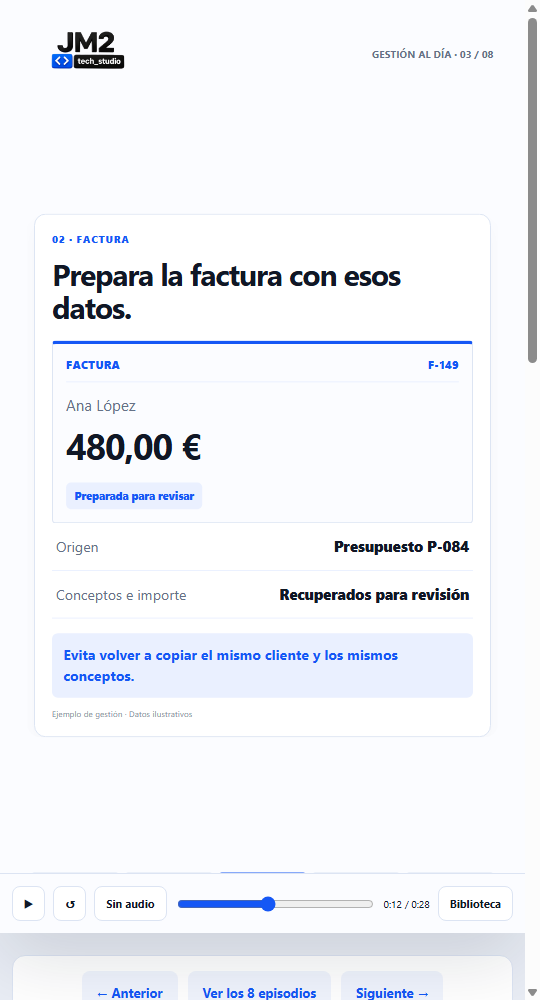 JM2
<> tech_studio
GESTIÓN AL DÍA · 03 / 08
02 · FACTURA
Prepara la factura con esos
datos.
FACTURA F-149
Ana López
480,00 €
Preparada para revisar
Origen Presupuesto P-084
Conceptos e importe Recuperados para revisión
Evita volver a copiar el mismo cliente y los mismos
conceptos.
Ejemplo de gestión · Datos ilustrativos
▶ ↺ Sin audio 0:12 / 0:28 Biblioteca
← Anterior Ver los 8 episodios Siguiente →